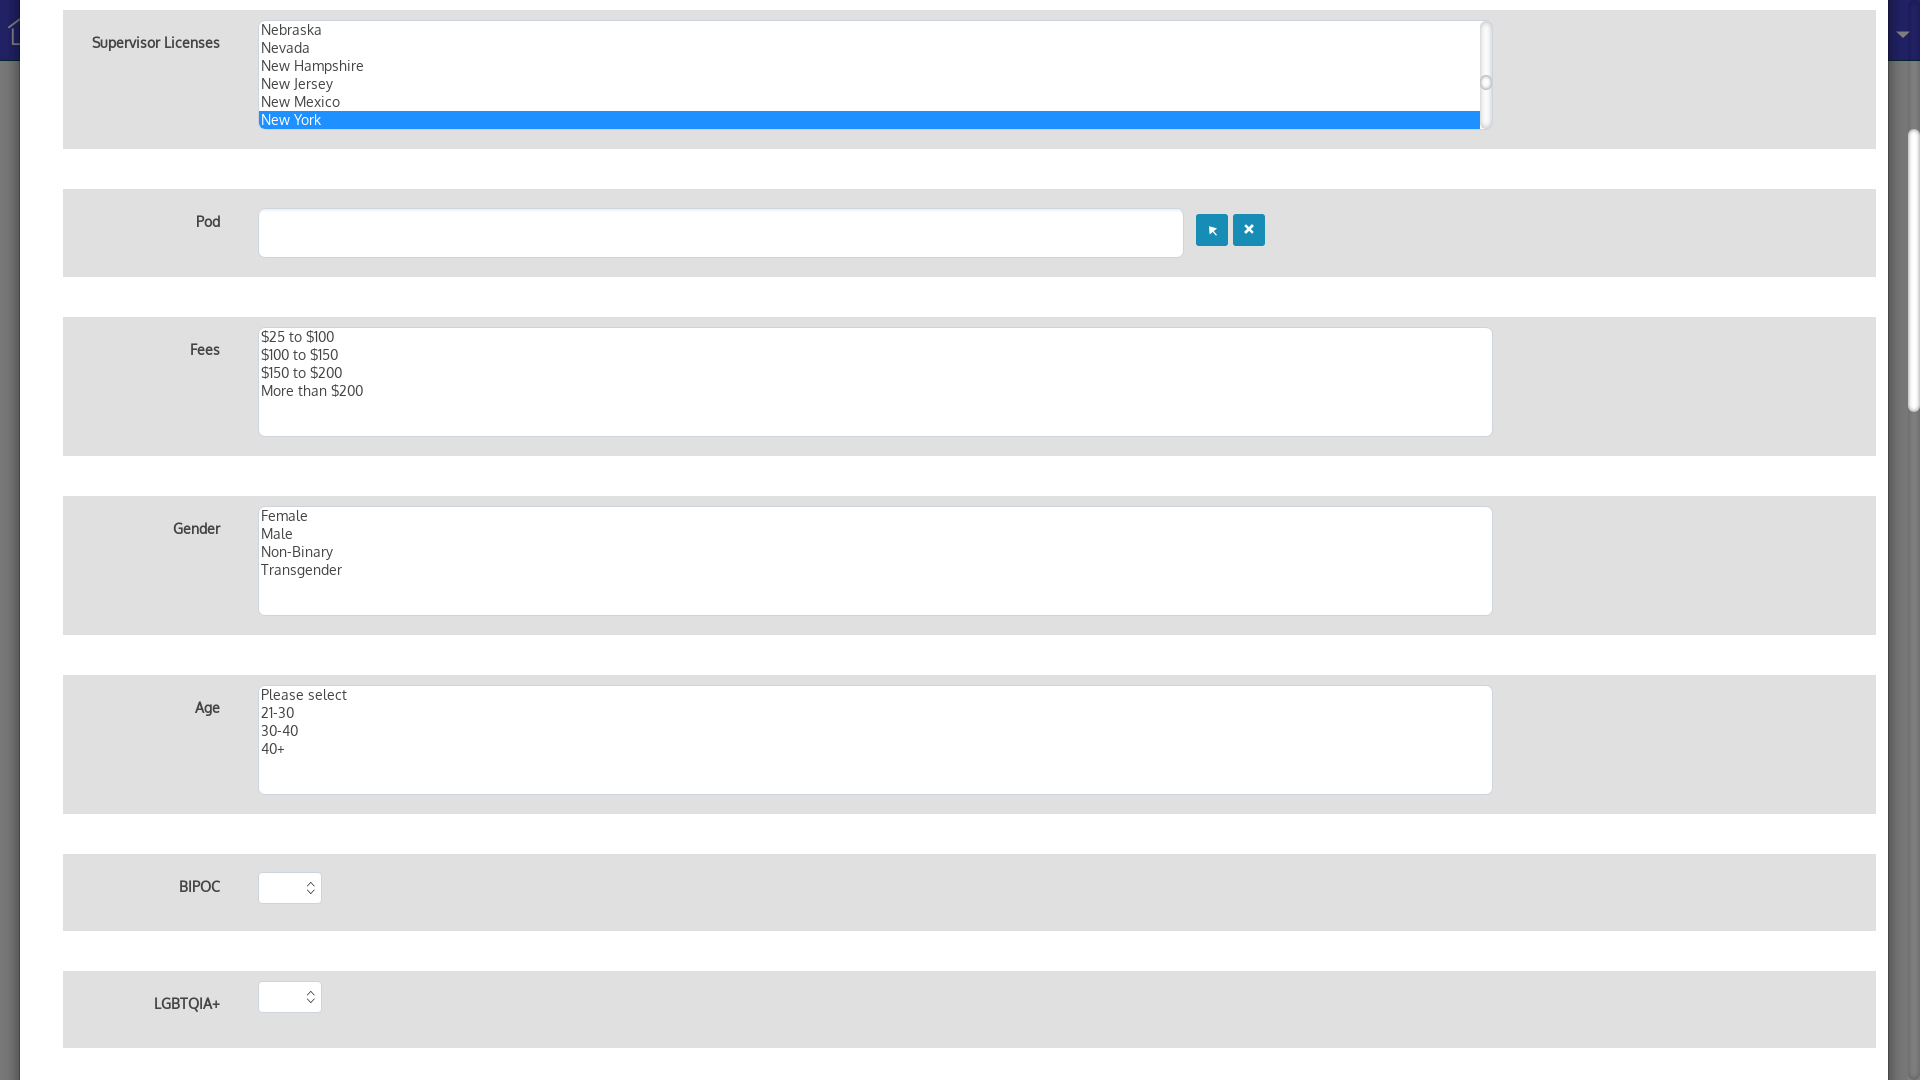 Supervisor Licenses
Nebraska
Nevada
New Hampshire
New Jersey
New Mexico
New York
Pod
Fees
$25 to $100
$100 to $150
$150 to $200
More than $200
Gender
Female
Male
Non-Binary
Transgender
Age
Please select
21-30
30-40
40+
BIPOC
LGBTQIA+